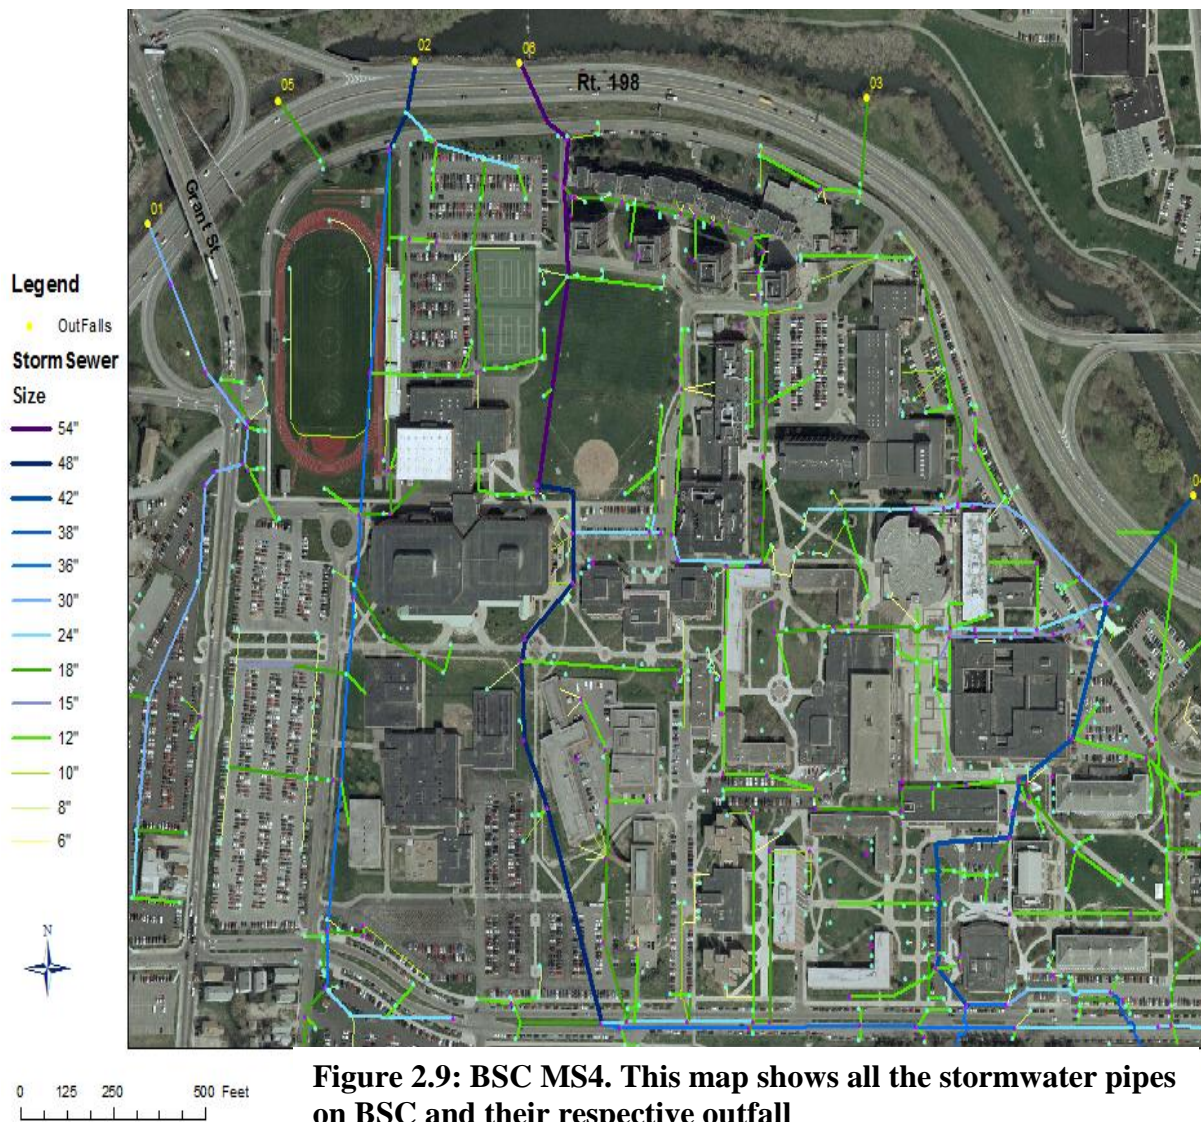 02
06
Rt. 198
05
03
Grant St.
01
Legend
OutFalls
Storm Sewer
Size
54"
48"
42"
38"
36"
30"
24"
18"
15"
12"
10"
8"
6"
04
N
0 125 250 500 Feet
Figure 2.9: BSC MS4. This map shows all the stormwater pipes
on BSC and their respective outfall